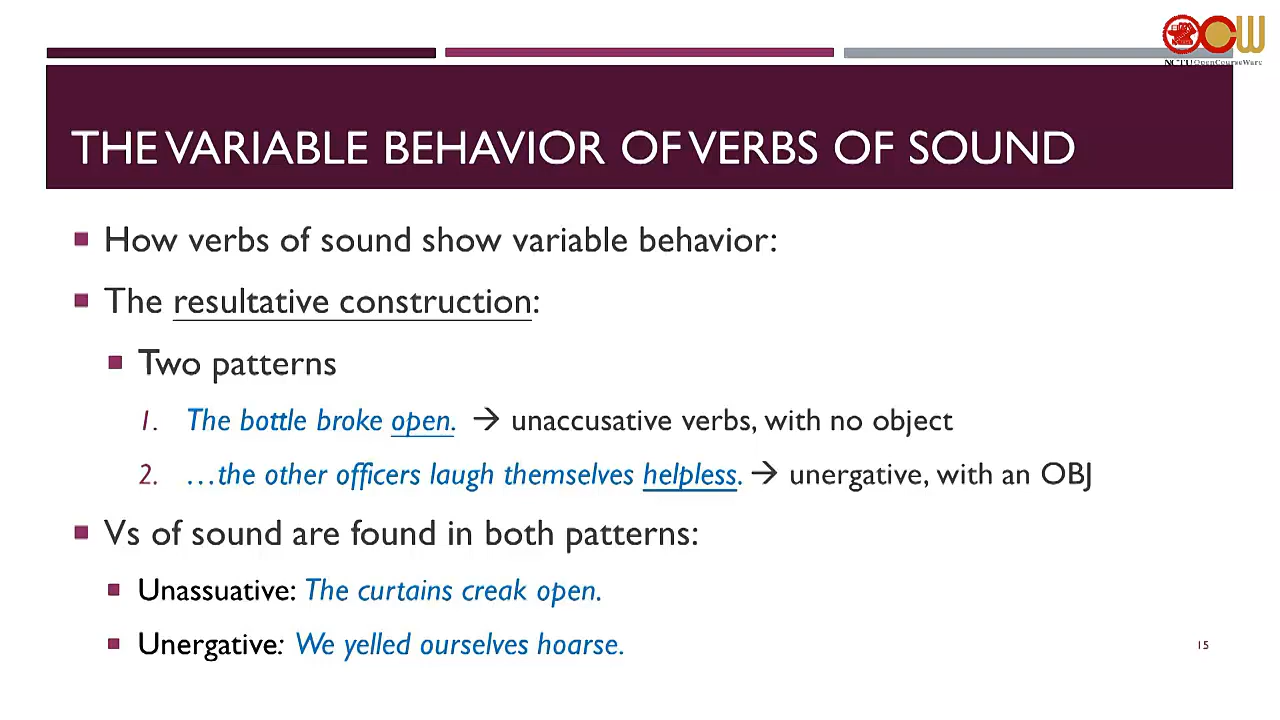 OCW
NCTU OpenCourseWare
THE VARIABLE BEHAVIOR OF VERBS OF SOUND
How verbs of sound show variable behavior:
The resultative construction:
Two patterns
1. The bottle broke open. → unaccusative verbs, with no object
2. …the other officers laugh themselves helpless. → unergative, with an OBJ
Vs of sound are found in both patterns:
Unassuative: The curtains creak open.
Unergative: We yelled ourselves hoarse.
15